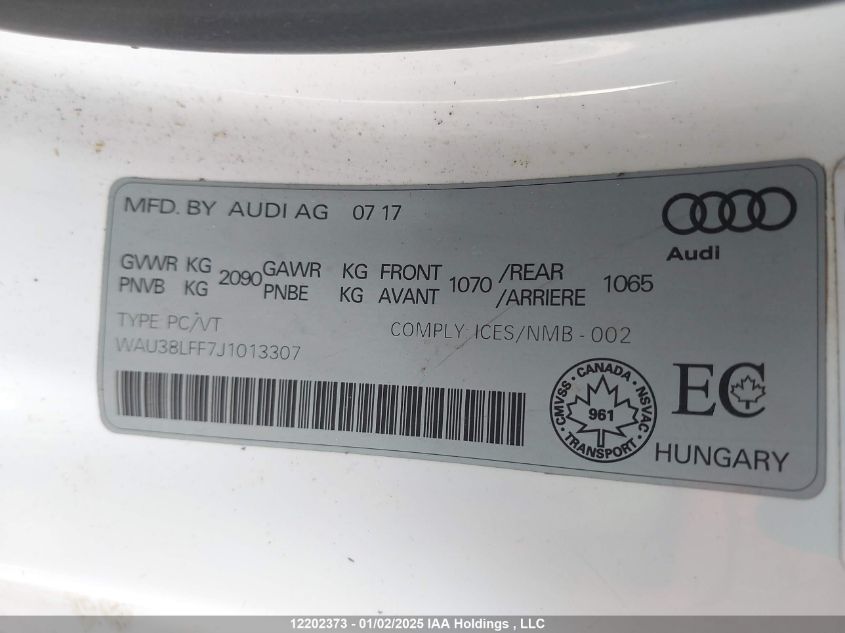 MFD. BY AUDI AG 07 17
Audi
GVWR KG 2090 GAWR KG FRONT 1070 /REAR 1065
PNVB KG PNBE KG AVANT /ARRIERE
TYPE PC/VT
COMPLY ICES/NMB - 002
WAU38LFF7J1013307
CMVSS · CANADA · NSVAC · TRANSPORT ·
961
EC
HUNGARY
12202373 - 01/02/2025 IAA Holdings , LLC